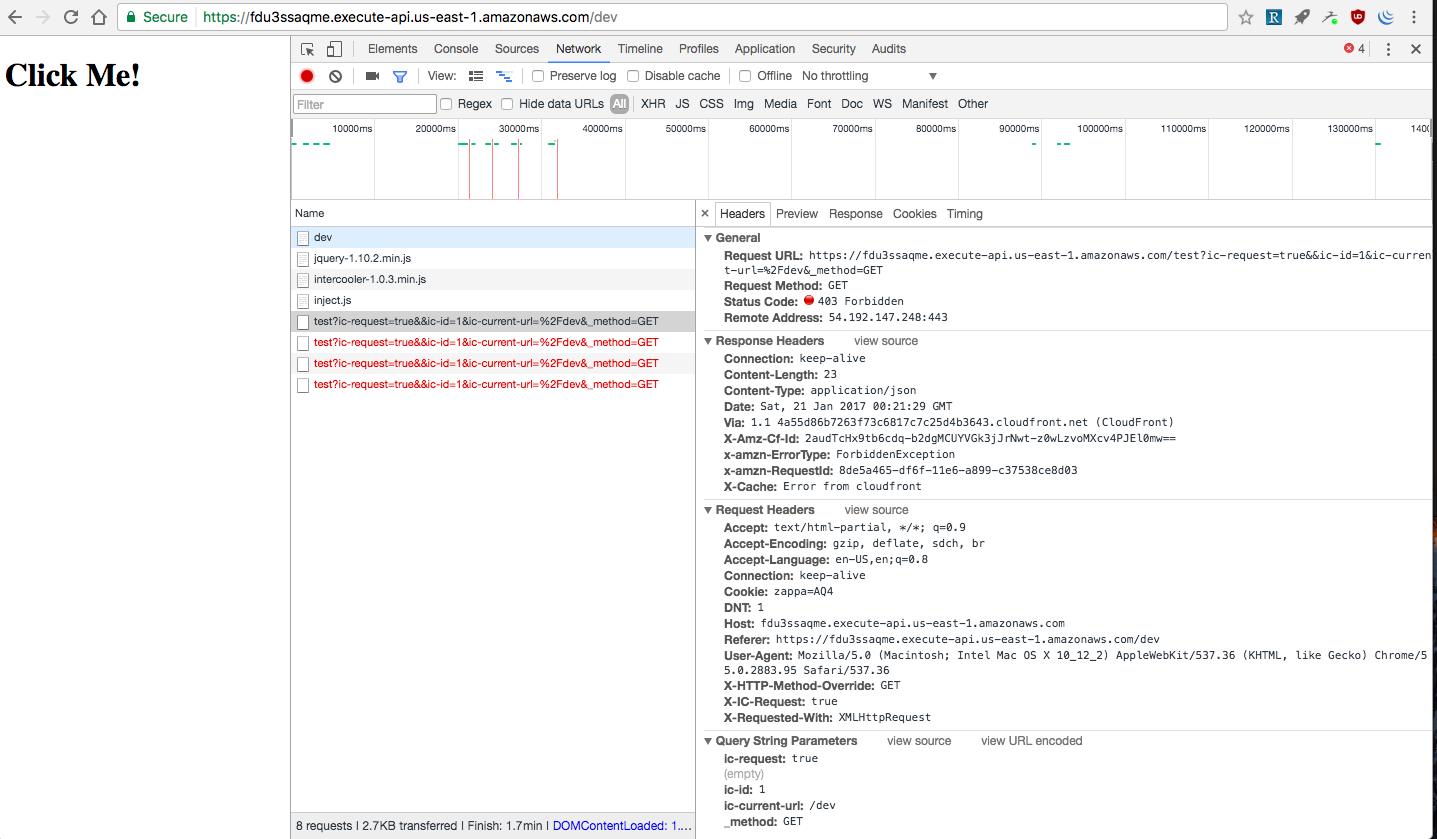 Secure https://fdu3ssaqme.execute-api.us-east-1.amazonaws.com/dev
Click Me!
Elements Console Sources Network Timeline Profiles Application Security Audits 4
View: Preserve log Disable cache Offline No throttling
Filter Regex Hide data URLs All XHR JS CSS Img Media Font Doc WS Manifest Other
10000ms 20000ms 30000ms 40000ms 50000ms 60000ms 70000ms 80000ms 90000ms 100000ms 110000ms 120000ms 130000ms 140(
Name
dev
jquery-1.10.2.min.js
intercooler-1.0.3.min.js
inject.js
test?ic-request=true&&ic-id=1&ic-current-url=%2Fdev&_method=GET
test?ic-request=true&&ic-id=1&ic-current-url=%2Fdev&_method=GET
test?ic-request=true&&ic-id=1&ic-current-url=%2Fdev&_method=GET
test?ic-request=true&&ic-id=1&ic-current-url=%2Fdev&_method=GET
8 requests | 2.7KB transferred | Finish: 1.7min | DOMContentLoaded: 1....
Headers Preview Response Cookies Timing
General
Request URL: https://fdu3ssaqme.execute-api.us-east-1.amazonaws.com/test?ic-request=true&&ic-id=1&ic-curren
t-url=%2Fdev&_method=GET
Request Method: GET
Status Code: 403 Forbidden
Remote Address: 54.192.147.248:443
Response Headers view source
Connection: keep-alive
Content-Length: 23
Content-Type: application/json
Date: Sat, 21 Jan 2017 00:21:29 GMT
Via: 1.1 4a55d86b7263f73c6817c7c25d4b3643.cloudfront.net (CloudFront)
X-Amz-Cf-Id: 2audTcHx9tb6cdq-b2dgMCUYVGk3jJrNwt-z0wLzvoMXcv4PJEl0mw==
x-amzn-ErrorType: ForbiddenException
x-amzn-RequestId: 8de5a465-df6f-11e6-a899-c37538ce8d03
X-Cache: Error from cloudfront
Request Headers view source
Accept: text/html-partial, */*; q=0.9
Accept-Encoding: gzip, deflate, sdch, br
Accept-Language: en-US,en;q=0.8
Connection: keep-alive
Cookie: zappa=AQ4
DNT: 1
Host: fdu3ssaqme.execute-api.us-east-1.amazonaws.com
Referer: https://fdu3ssaqme.execute-api.us-east-1.amazonaws.com/dev
User-Agent: Mozilla/5.0 (Macintosh; Intel Mac OS X 10_12_2) AppleWebKit/537.36 (KHTML, like Gecko) Chrome/5
5.0.2883.95 Safari/537.36
X-HTTP-Method-Override: GET
X-IC-Request: true
X-Requested-With: XMLHttpRequest
Query String Parameters view source view URL encoded
ic-request: true
(empty)
ic-id: 1
ic-current-url: /dev
_method: GET